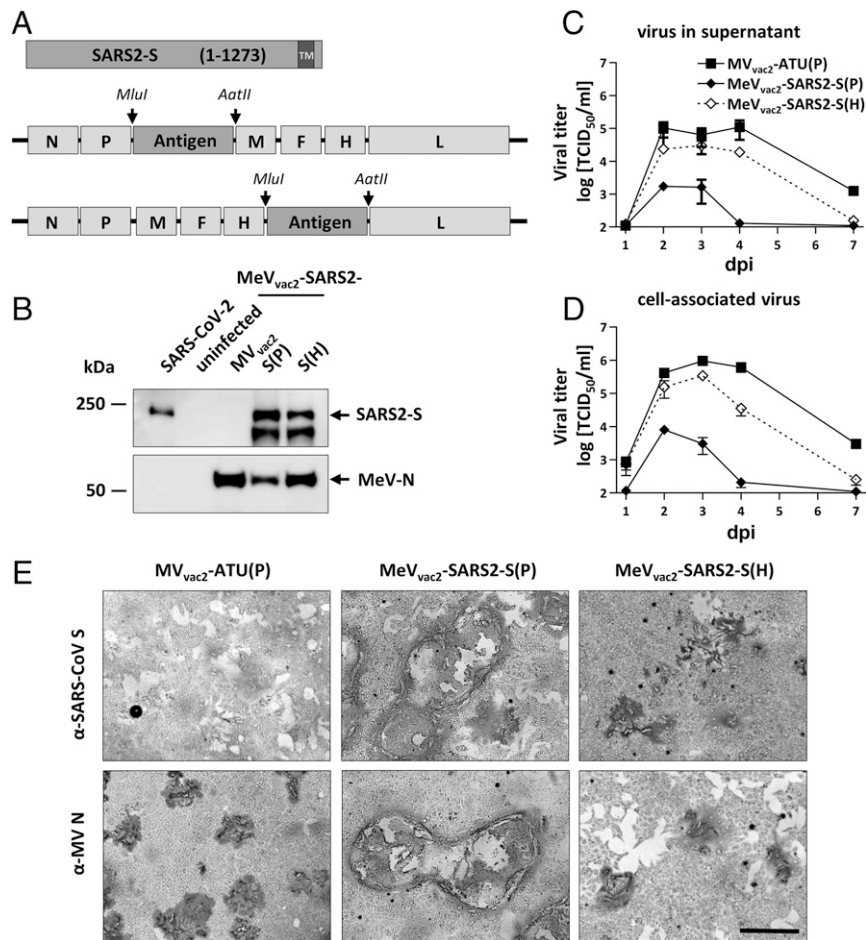 A
SARS2-S (1-1273) TM
MluI AatII
N P Antigen M F H L
MluI AatII
N P M F H Antigen L
B
MeVvac2-SARS2-
SARS-CoV-2
uninfected
MVvac2
S(P)
S(H)
kDa
250
SARS2-S
50
MeV-N
C
virus in supernatant
MVvac2-ATU(P)
MeVvac2-SARS2-S(P)
MeVvac2-SARS2-S(H)
Viral titer
log [TCID50/ml]
6
5
4
3
2
1 2 3 4 5 6 7
dpi
D
cell-associated virus
Viral titer
log [TCID50/ml]
7
6
5
4
3
2
1 2 3 4 5 6 7
dpi
E
MVvac2-ATU(P) MeVvac2-SARS2-S(P) MeVvac2-SARS2-S(H)
α-SARS-CoV S
α-MV N